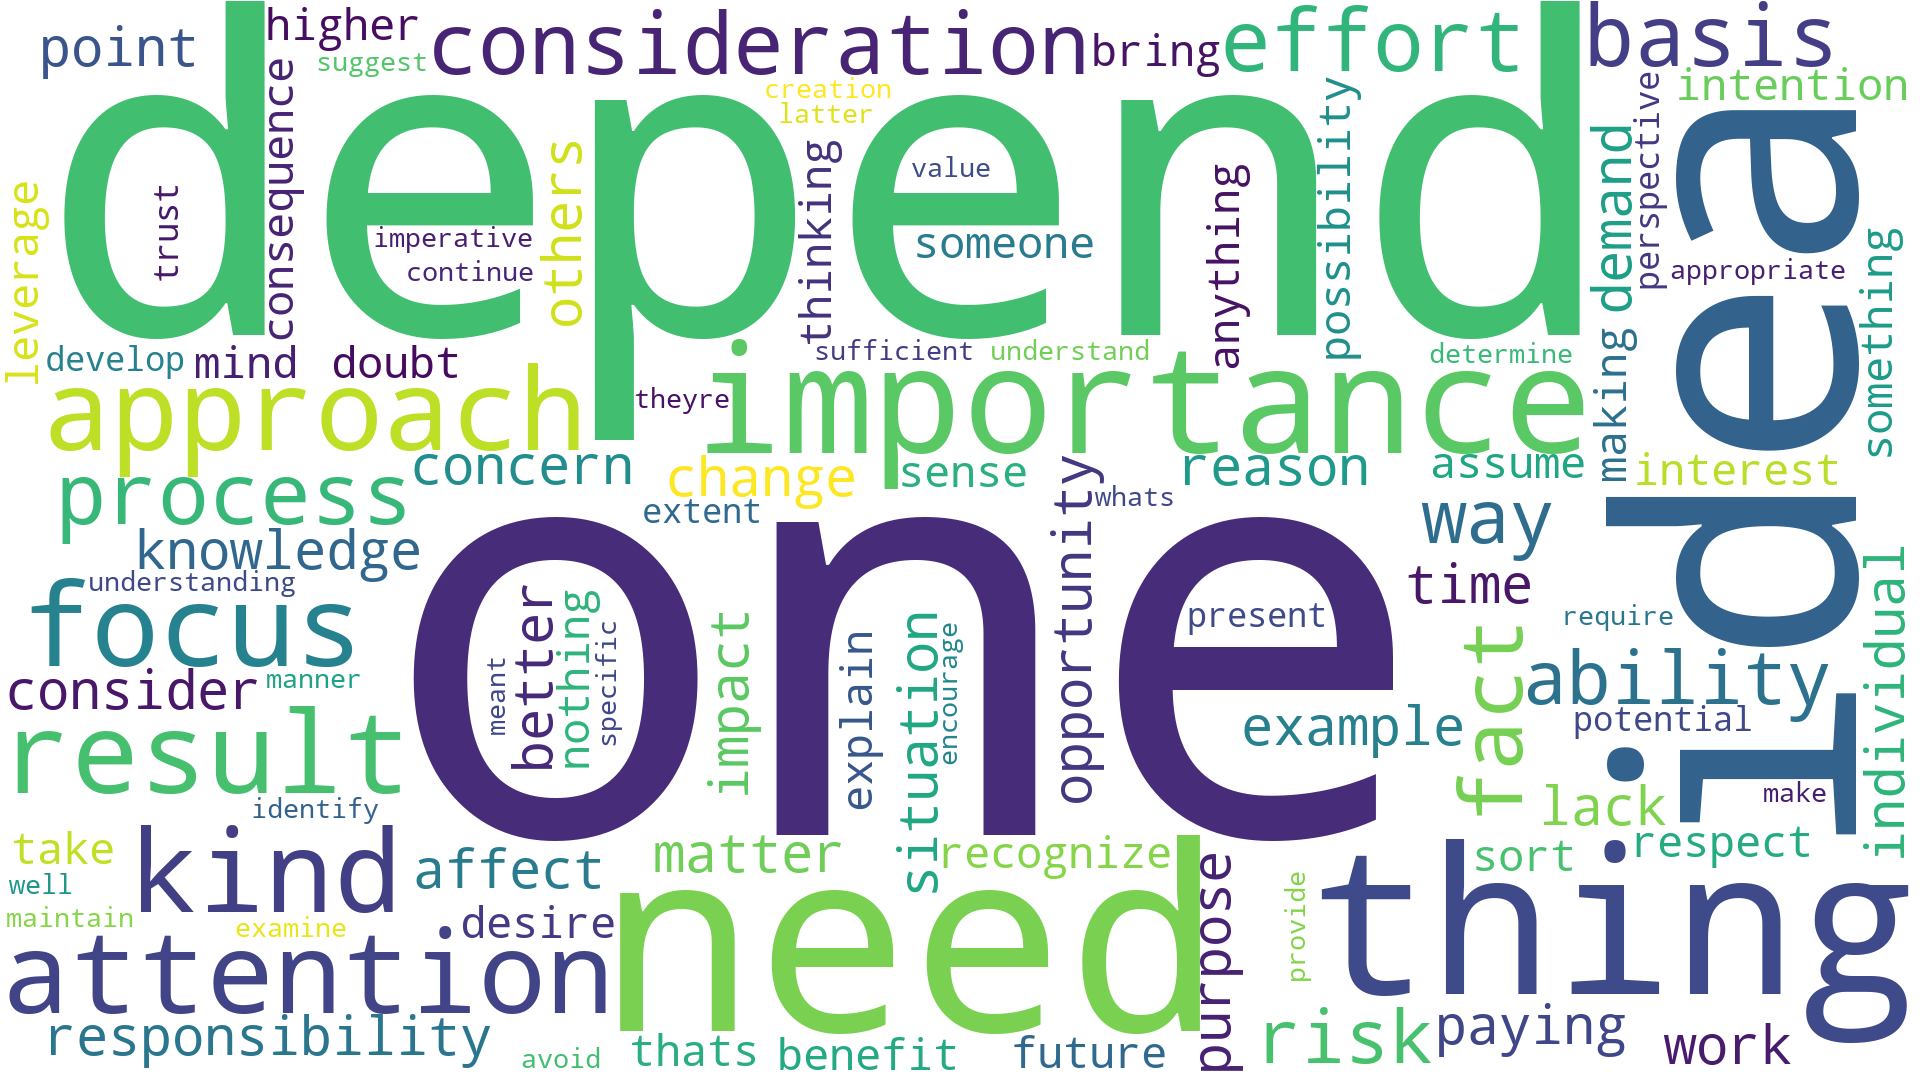 depend
one
idea
need
thing
importance
consideration
approach
attention
focus
result
kind
effort
basis
process
ability
fact
way
risk
point
higher
suggest
bring
intention
creation
latter
consequence
trust
imperative
continue
others
thinking
value
someone
anything
possibility
demand
perspective
appropriate
something
leverage
develop
mind
doubt
sufficient
understand
determine
making
theyre
concern
change
sense
reason
assume
interest
knowledge
extent
whats
opportunity
time
understanding
better
nothing
specific
meant
impact
explain
situation
encourage
present
example
require
potential
individual
consider
manner
identify
lack
make
take
well
maintain
examine
affect
desire
matter
recognize
purpose
provide
sort
respect
responsibility
avoid
thats
benefit
future
paying
work